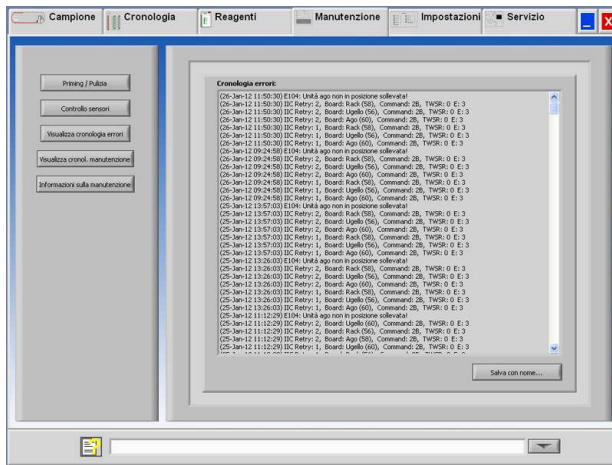 Campione
Cronologia
Reagenti
Manutenzione
Impostazioni
Servizio
Priming / Pulizia
Controllo sensori
Visualizza cronologia errori
Visualizza cronol. manutenzione
Informazioni sulla manutenzione
Cronologia errori:
(26-Jan-12 11:50:30) E104: Unità ago non in posizione sollevata!
(26-Jan-12 11:50:30) IIC Retry: 2, Board: Rack (58), Command: 2B, TWSR: 0 E: 3
(26-Jan-12 11:50:30) IIC Retry: 2, Board: Ugello (56), Command: 2B, TWSR: 0 E: 3
(26-Jan-12 11:50:30) IIC Retry: 2, Board: Ago (60), Command: 2B, TWSR: 0 E: 3
(26-Jan-12 11:50:30) IIC Retry: 1, Board: Rack (58), Command: 2B, TWSR: 0 E: 3
(26-Jan-12 11:50:30) IIC Retry: 1, Board: Ugello (56), Command: 2B, TWSR: 0 E: 3
(26-Jan-12 11:50:30) IIC Retry: 1, Board: Ago (60), Command: 2B, TWSR: 0 E: 3
(26-Jan-12 09:24:58) E104: Unità ago non in posizione sollevata!
(26-Jan-12 09:24:58) IIC Retry: 2, Board: Rack (58), Command: 2B, TWSR: 0 E: 3
(26-Jan-12 09:24:58) IIC Retry: 2, Board: Ugello (56), Command: 2B, TWSR: 0 E: 3
(26-Jan-12 09:24:58) IIC Retry: 2, Board: Ago (60), Command: 2B, TWSR: 0 E: 3
(26-Jan-12 09:24:58) IIC Retry: 1, Board: Rack (58), Command: 2B, TWSR: 0 E: 3
(26-Jan-12 09:24:58) IIC Retry: 1, Board: Ugello (56), Command: 2B, TWSR: 0 E: 3
(26-Jan-12 09:24:58) IIC Retry: 1, Board: Ago (60), Command: 2B, TWSR: 0 E: 3
(25-Jan-12 13:57:03) E104: Unità ago non in posizione sollevata!
(25-Jan-12 13:57:03) IIC Retry: 2, Board: Rack (58), Command: 2B, TWSR: 0 E: 3
(25-Jan-12 13:57:03) IIC Retry: 2, Board: Ugello (56), Command: 2B, TWSR: 0 E: 3
(25-Jan-12 13:57:03) IIC Retry: 2, Board: Ago (60), Command: 2B, TWSR: 0 E: 3
(25-Jan-12 13:57:03) IIC Retry: 1, Board: Rack (58), Command: 2B, TWSR: 0 E: 3
(25-Jan-12 13:57:03) IIC Retry: 1, Board: Ugello (56), Command: 2B, TWSR: 0 E: 3
(25-Jan-12 13:57:03) IIC Retry: 1, Board: Ago (60), Command: 2B, TWSR: 0 E: 3
(25-Jan-12 13:26:03) E104: Unità ago non in posizione sollevata!
(25-Jan-12 13:26:03) IIC Retry: 2, Board: Rack (58), Command: 2B, TWSR: 0 E: 3
(25-Jan-12 13:26:03) IIC Retry: 2, Board: Ugello (56), Command: 2B, TWSR: 0 E: 3
(25-Jan-12 13:26:03) IIC Retry: 2, Board: Ago (60), Command: 2B, TWSR: 0 E: 3
(25-Jan-12 13:26:03) IIC Retry: 1, Board: Rack (58), Command: 2B, TWSR: 0 E: 3
(25-Jan-12 13:26:03) IIC Retry: 1, Board: Ugello (56), Command: 2B, TWSR: 0 E: 3
(25-Jan-12 13:26:03) IIC Retry: 1, Board: Ago (60), Command: 2B, TWSR: 0 E: 3
(25-Jan-12 11:12:29) E104: Unità ago non in posizione sollevata!
(25-Jan-12 11:12:29) IIC Retry: 2, Board: Ugello (60), Command: 2B, TWSR: 0 E: 3
(25-Jan-12 11:12:29) IIC Retry: 2, Board: Rack (56), Command: 2B, TWSR: 0 E: 3
(25-Jan-12 11:12:29) IIC Retry: 2, Board: Ago (58), Command: 2B, TWSR: 0 E: 3
(25-Jan-12 11:12:29) IIC Retry: 1, Board: Ugello (60), Command: 2B, TWSR: 0 E: 3
Salva con nome...